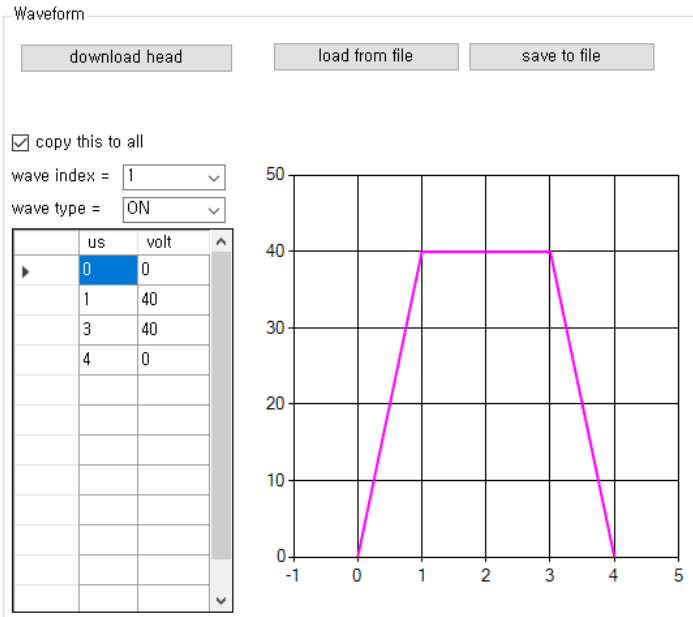 Waveform
download head load from file save to file
copy this to all
wave index = 1
wave type = ON
us volt
0 0
1 40
3 40
4 0
50
40
30
20
10
0
-1 0 1 2 3 4 5